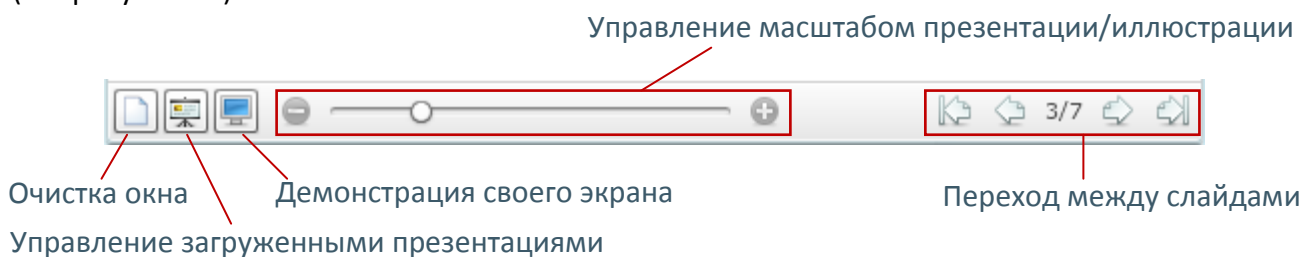 Управление масштабом презентации/иллюстрации
3/7
Очистка окна
Демонстрация своего экрана
Переход между слайдами
Управление загруженными презентациями